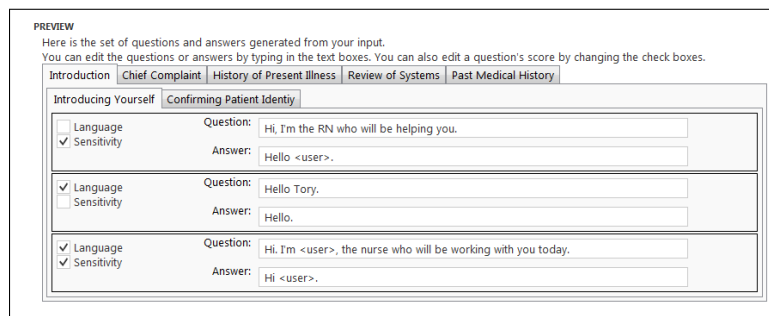 PREVIEW
Here is the set of questions and answers generated from your input.
You can edit the questions or answers by typing in the text boxes. You can also edit a question's score by changing the check boxes.
Introduction Chief Complaint History of Present Illness Review of Systems Past Medical History
Introducing Yourself Confirming Patient Identiy
Language Question: Hi, I'm the RN who will be helping you.
Sensitivity
Answer: Hello <user>.
Language Question: Hello Tory.
Sensitivity
Answer: Hello.
Language Question: Hi. I'm <user>, the nurse who will be working with you today.
Sensitivity
Answer: Hi <user>.